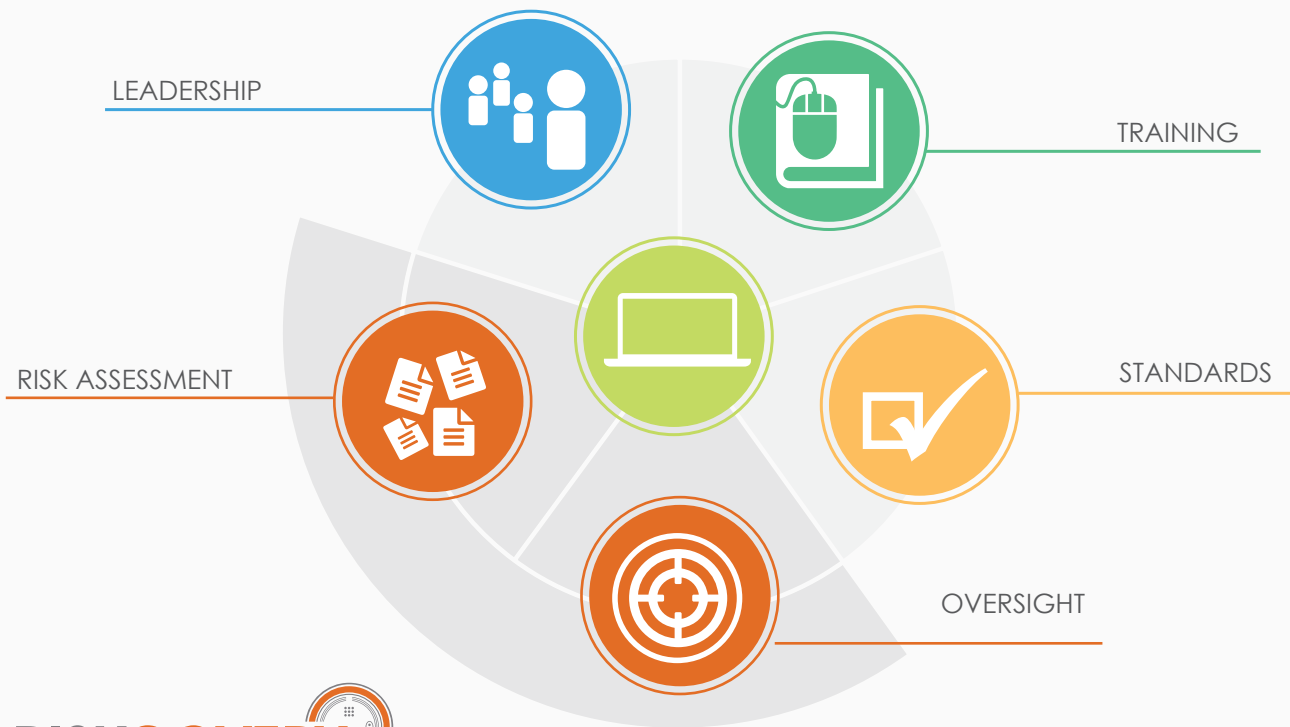 LEADERSHIP
TRAINING
RISK ASSESSMENT
STANDARDS
OVERSIGHT